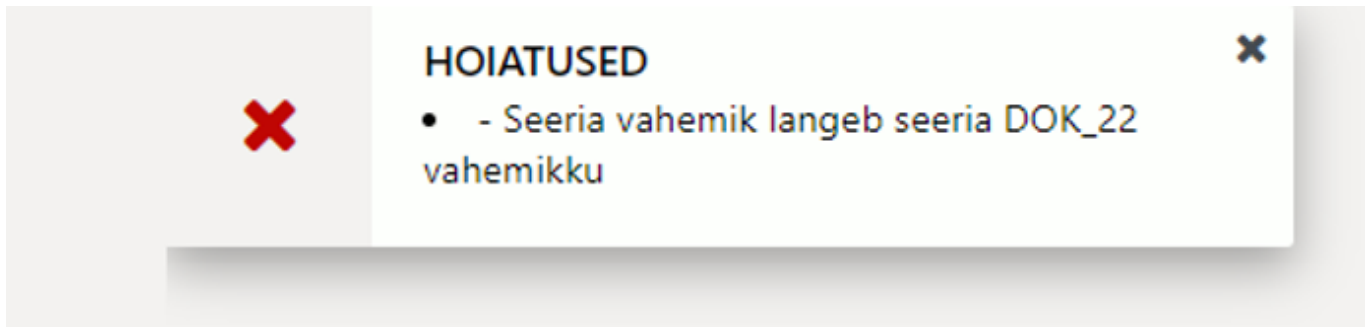 HOIATUSED
• - Seeria vahemik langeb seeria DOK_22
vahemikku